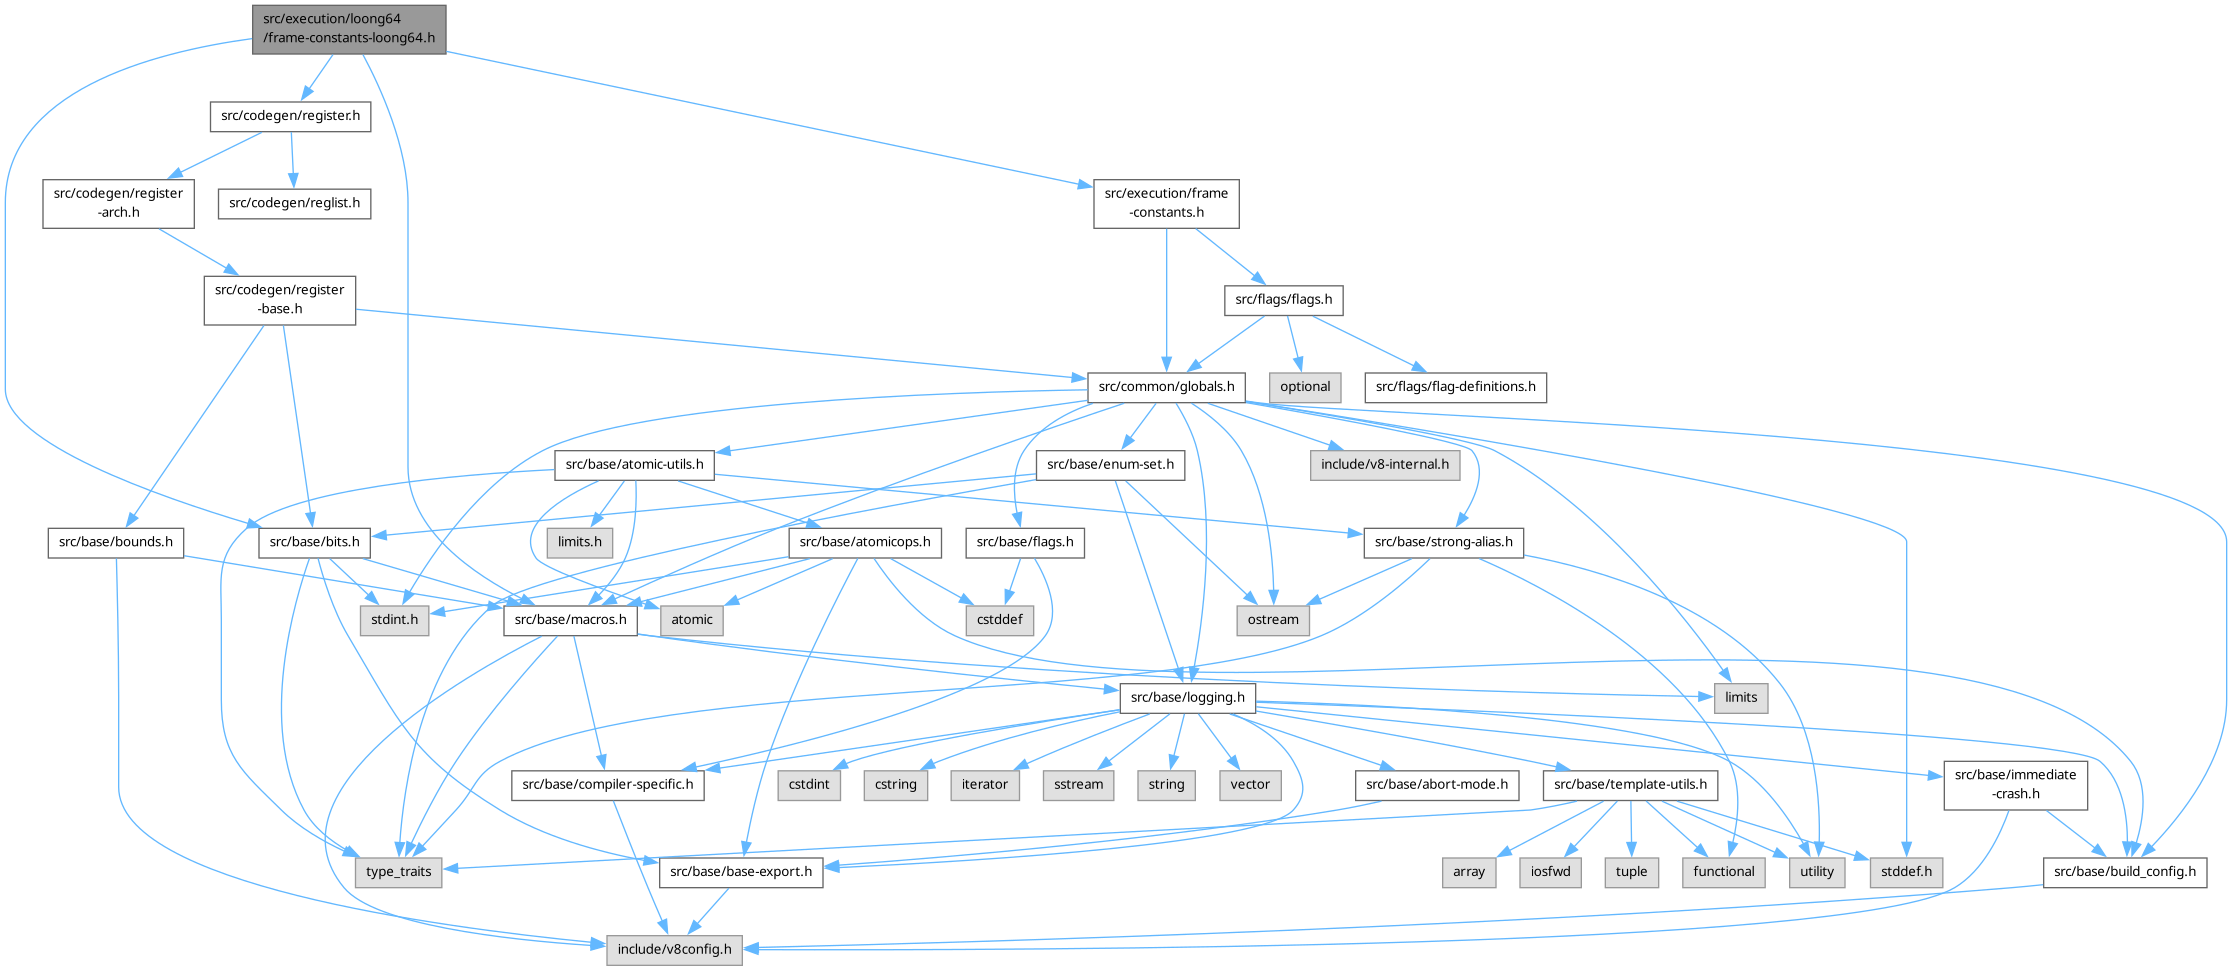 src/execution/loong64
/frame-constants-loong64.h
src/codegen/register.h
src/codegen/register
-arch.h
src/codegen/reglist.h
src/execution/frame
-constants.h
src/codegen/register
-base.h
src/flags/flags.h
src/common/globals.h
optional
src/flags/flag-definitions.h
src/base/atomic-utils.h
src/base/enum-set.h
include/v8-internal.h
src/base/bounds.h
src/base/bits.h
limits.h
src/base/atomicops.h
src/base/flags.h
src/base/strong-alias.h
stdint.h
src/base/macros.h
atomic
cstddef
ostream
src/base/logging.h
limits
src/base/compiler-specific.h
cstdint
cstring
iterator
sstream
string
vector
src/base/abort-mode.h
src/base/template-utils.h
src/base/immediate
-crash.h
type_traits
src/base/base-export.h
array
iosfwd
tuple
functional
utility
stddef.h
src/base/build_config.h
include/v8config.h